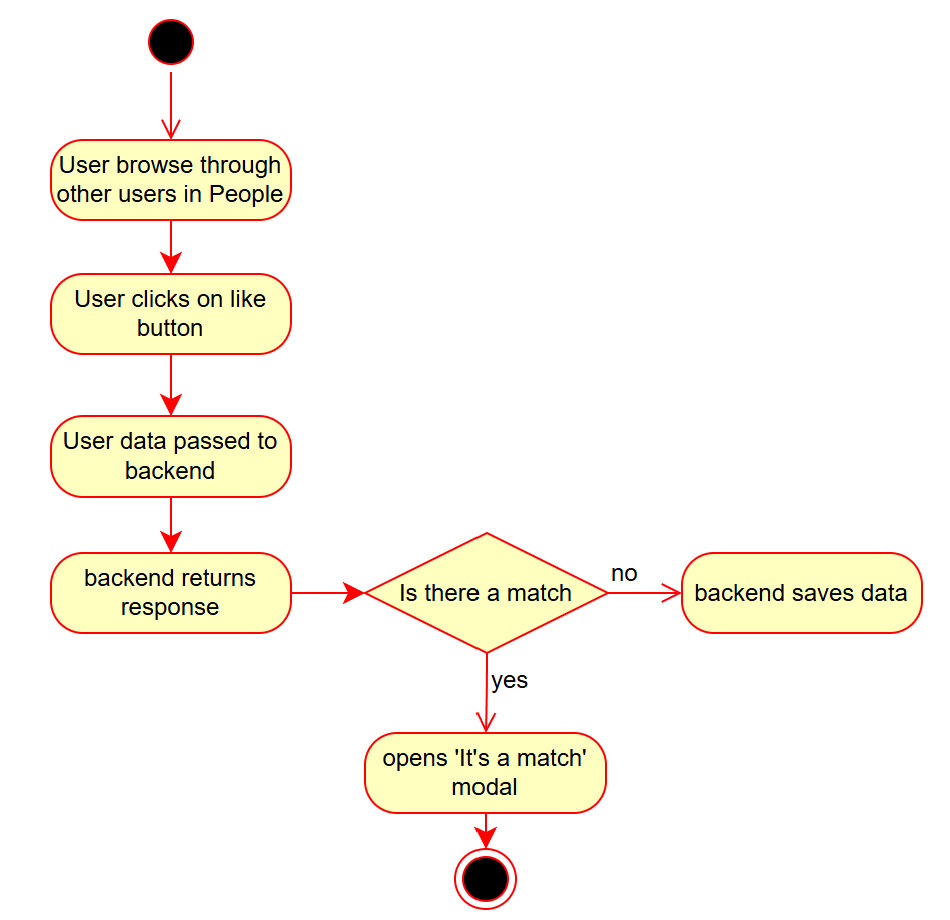 User browse through
other users in People
User clicks on like
button
User data passed to
backend
backend returns
response
Is there a match
no
backend saves data
yes
opens 'It's a match'
modal